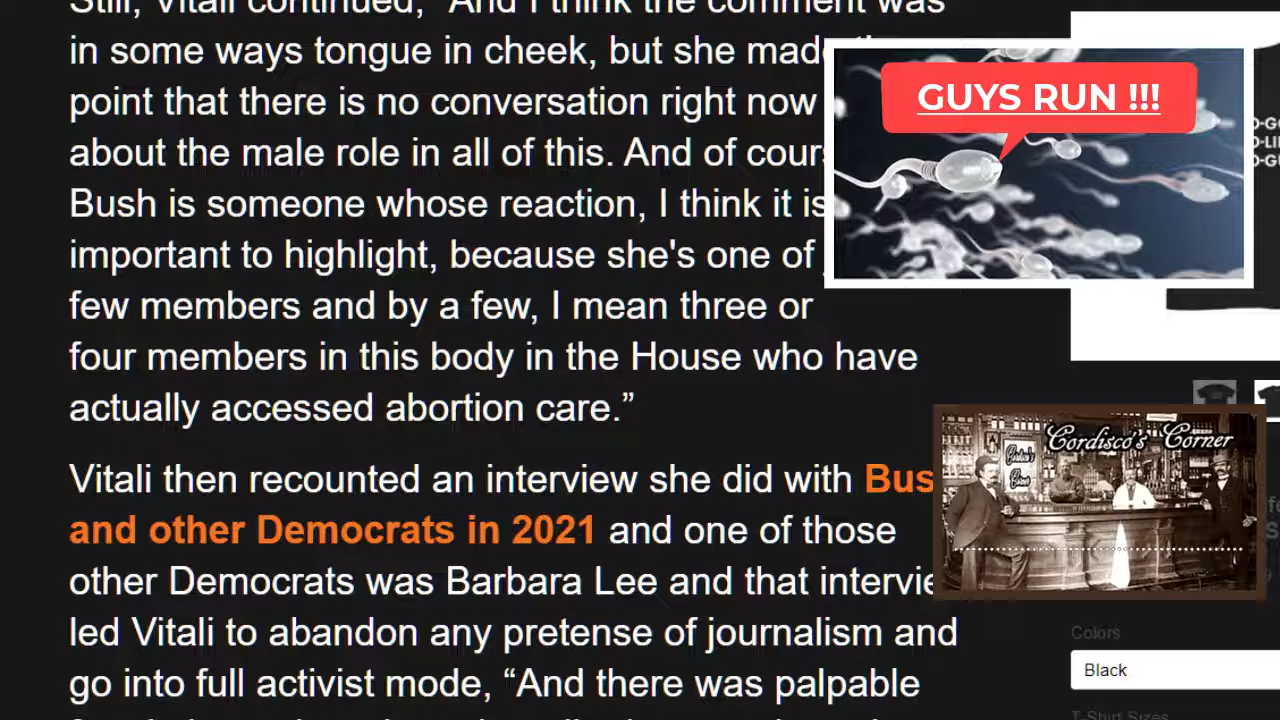 Still, Vitali continued, “And I think the comment was
in some ways tongue in cheek, but she made the
point that there is no conversation right now
about the male role in all of this. And of cours
Bush is someone whose reaction, I think it is
important to highlight, because she's one of
few members and by a few, I mean three or
four members in this body in the House who have
actually accessed abortion care.”
Vitali then recounted an interview she did with Bus
and other Democrats in 2021 and one of those
other Democrats was Barbara Lee and that intervie
led Vitali to abandon any pretense of journalism and
go into full activist mode, “And there was palpable
GUYS RUN !!!
O-G
O-LI
O-G
Cordisco's Corner
Cordisco's
Corner
Colors
Black
T-Shirt Sizes